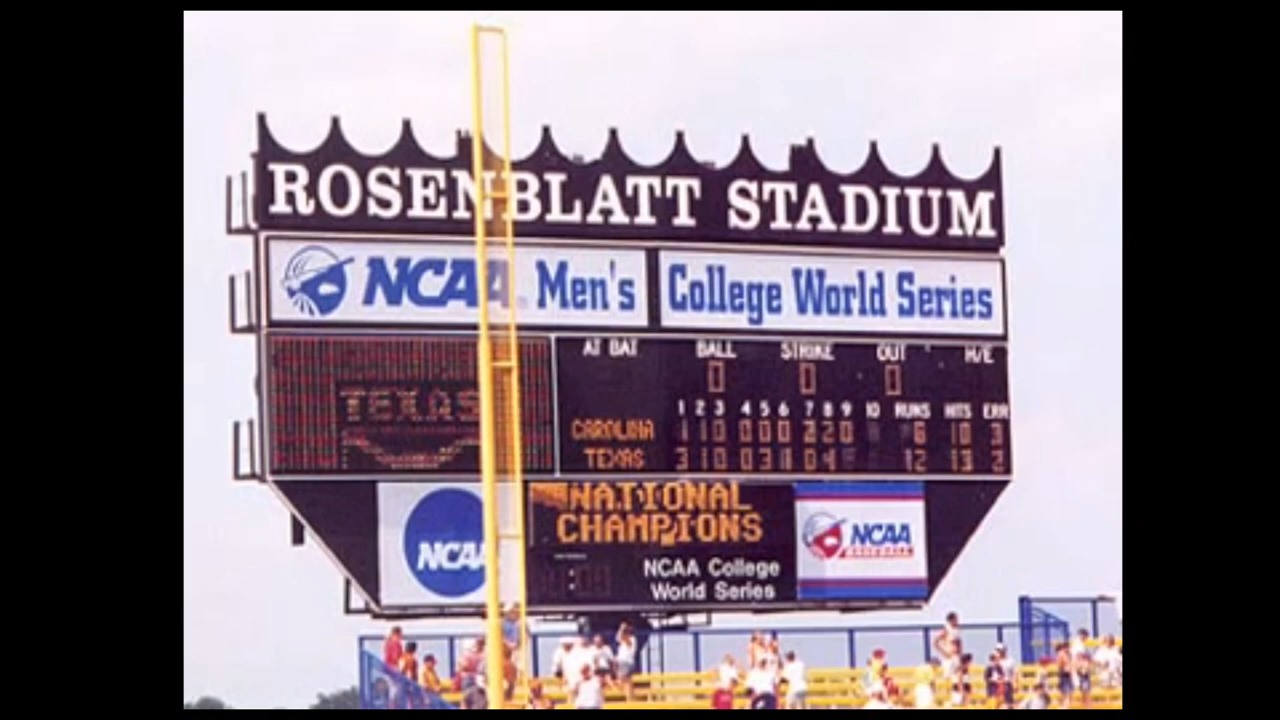 ROSENBLATT STADIUM
NCAA Men's College World Series
AT BAT BALL STRIKE OUT H/E
0 0 0
TEXAS
1 2 3 4 5 6 7 8 9 10 RUNS HITS ERR
CAROLINA 1 1 0 0 0 0 2 2 0 6 10 3
TEXAS 3 1 0 0 3 1 0 4 12 13 2
NATIONAL
CHAMPIONS
NCAA
NCAA College
World Series
NCAA
BASEBALL